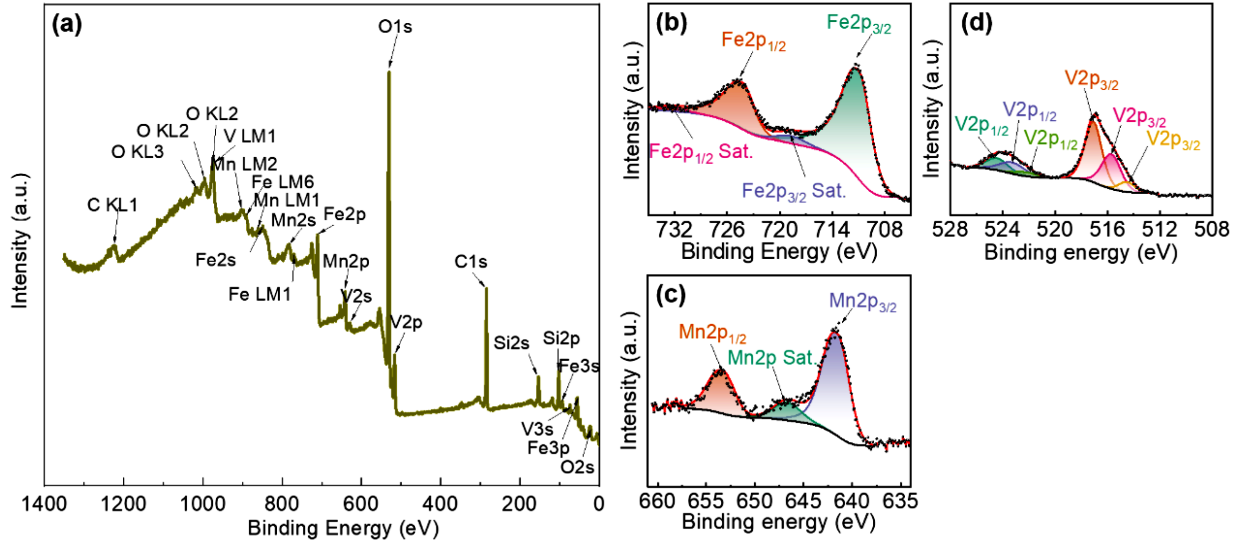 (a)
O1s
O KL2
O KL2
V LM1
O KL3
Mn LM2
Fe LM6
Mn LM1
C KL1
Mn2s
Fe2p
Fe2s
Mn2p
C1s
Fe LM1
V2s
V2p
Si2s
Si2p
Fe3s
V3s
Fe3p
O2s
Intensity (a.u.)
1400 1200 1000 800 600 400 200 0
Binding Energy (eV)
(b)
Fe2p3/2
Fe2p1/2
Fe2p1/2 Sat.
Fe2p3/2 Sat.
Intensity (a.u.)
732 726 720 714 708
Binding Energy (eV)
(d)
V2p3/2
V2p1/2
V2p3/2
V2p1/2
V2p1/2
V2p3/2
Intensity (a.u.)
528 524 520 516 512 508
Binding energy (eV)
(c)
Mn2p3/2
Mn2p1/2
Mn2p Sat.
Intensity (a.u.)
660 655 650 645 640 635
Binding energy (eV)